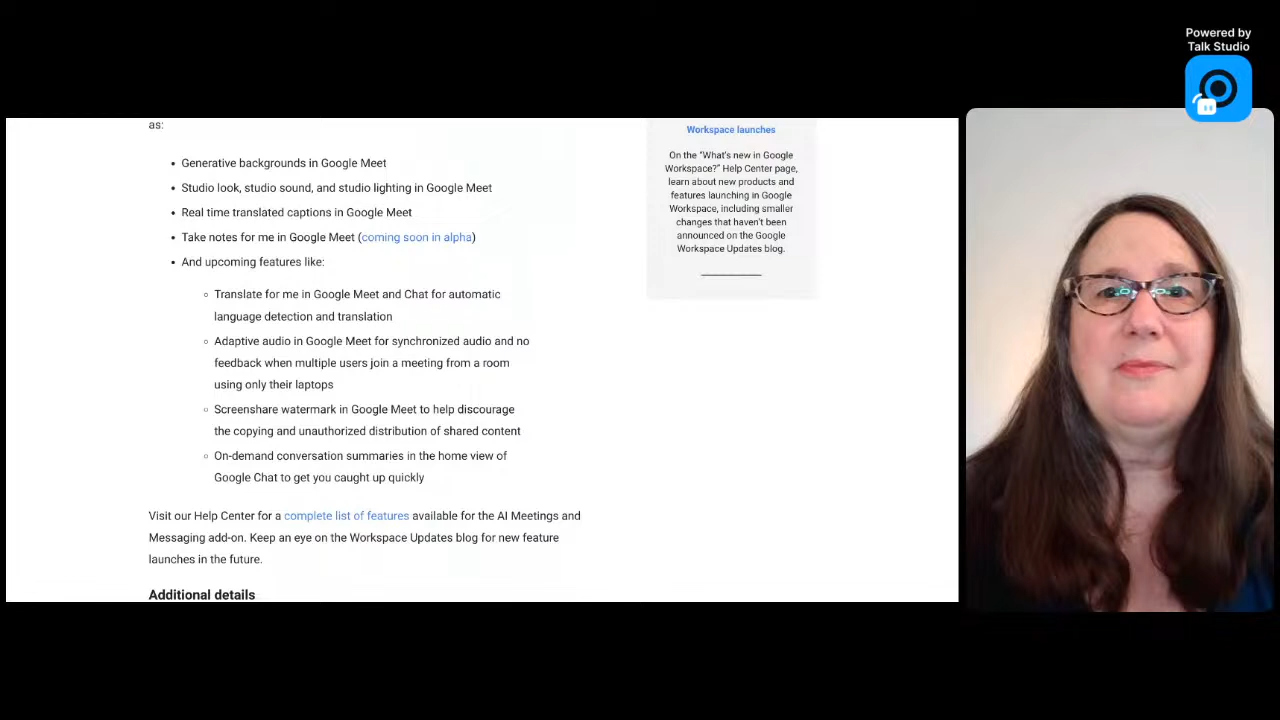 Powered by
Talk Studio
as:
Generative backgrounds in Google Meet
Studio look, studio sound, and studio lighting in Google Meet
Real time translated captions in Google Meet
Take notes for me in Google Meet (coming soon in alpha)
And upcoming features like:
Translate for me in Google Meet and Chat for automatic
language detection and translation
Adaptive audio in Google Meet for synchronized audio and no
feedback when multiple users join a meeting from a room
using only their laptops
Screenshare watermark in Google Meet to help discourage
the copying and unauthorized distribution of shared content
On-demand conversation summaries in the home view of
Google Chat to get you caught up quickly
Visit our Help Center for a complete list of features available for the AI Meetings and
Messaging add-on. Keep an eye on the Workspace Updates blog for new feature
launches in the future.
Additional details
Workspace launches
On the “What’s new in Google
Workspace?” Help Center page,
learn about new products and
features launching in Google
Workspace, including smaller
changes that haven’t been
announced on the Google
Workspace Updates blog.